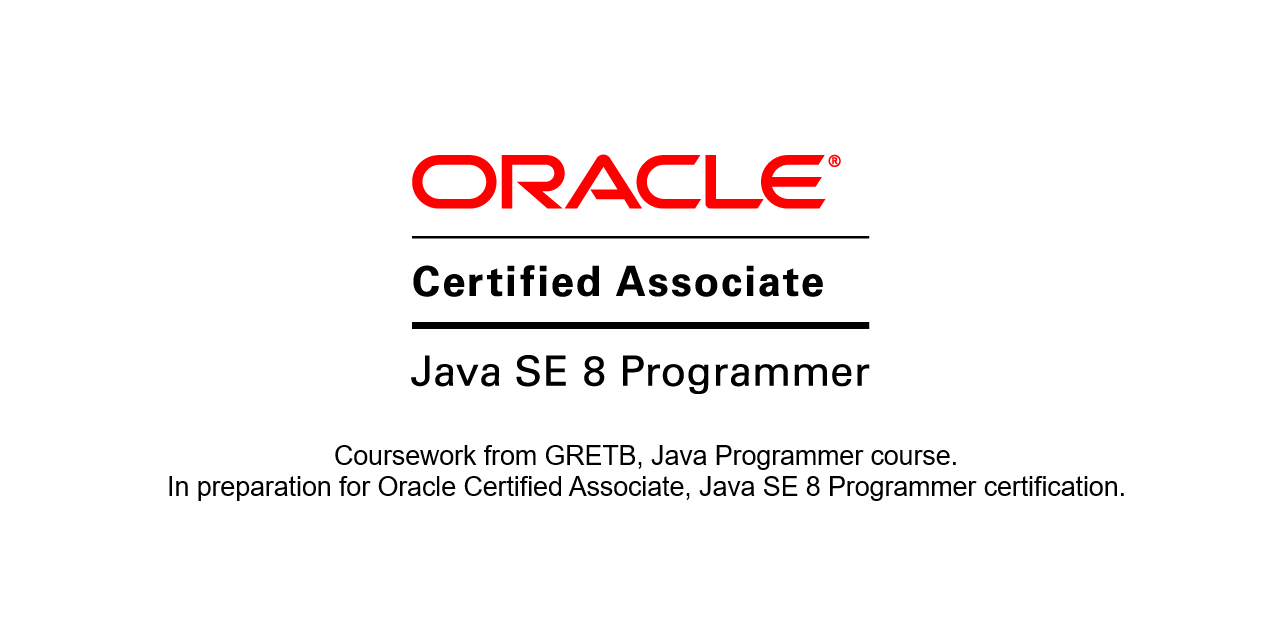 ORACLE®
Certified Associate
Java SE 8 Programmer
Coursework from GRETB, Java Programmer course.
In preparation for Oracle Certified Associate, Java SE 8 Programmer certification.